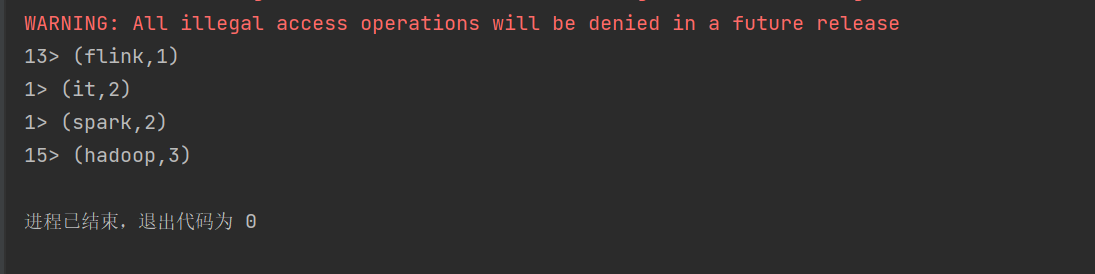 WARNING: All illegal access operations will be denied in a future release
13> (flink,1)
1> (it,2)
1> (spark,2)
15> (hadoop,3)
进程已结束，退出代码为 0